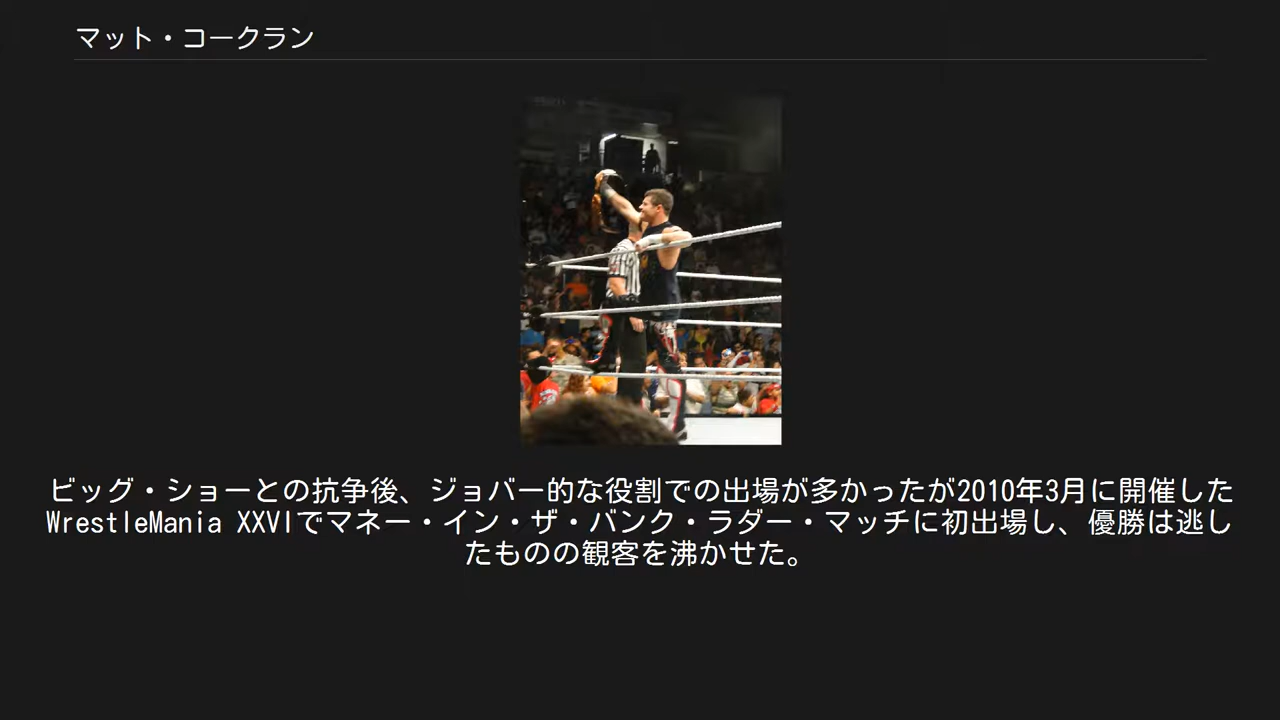 マット・コークラン
ビッグ・ショーとの抗争後、ジョバー的な役割での出場が多かったが2010年3月に開催した
WrestleMania XXVIでマネー・イン・ザ・バンク・ラダー・マッチに初出場し、優勝は逃し
たものの観客を沸かせた。